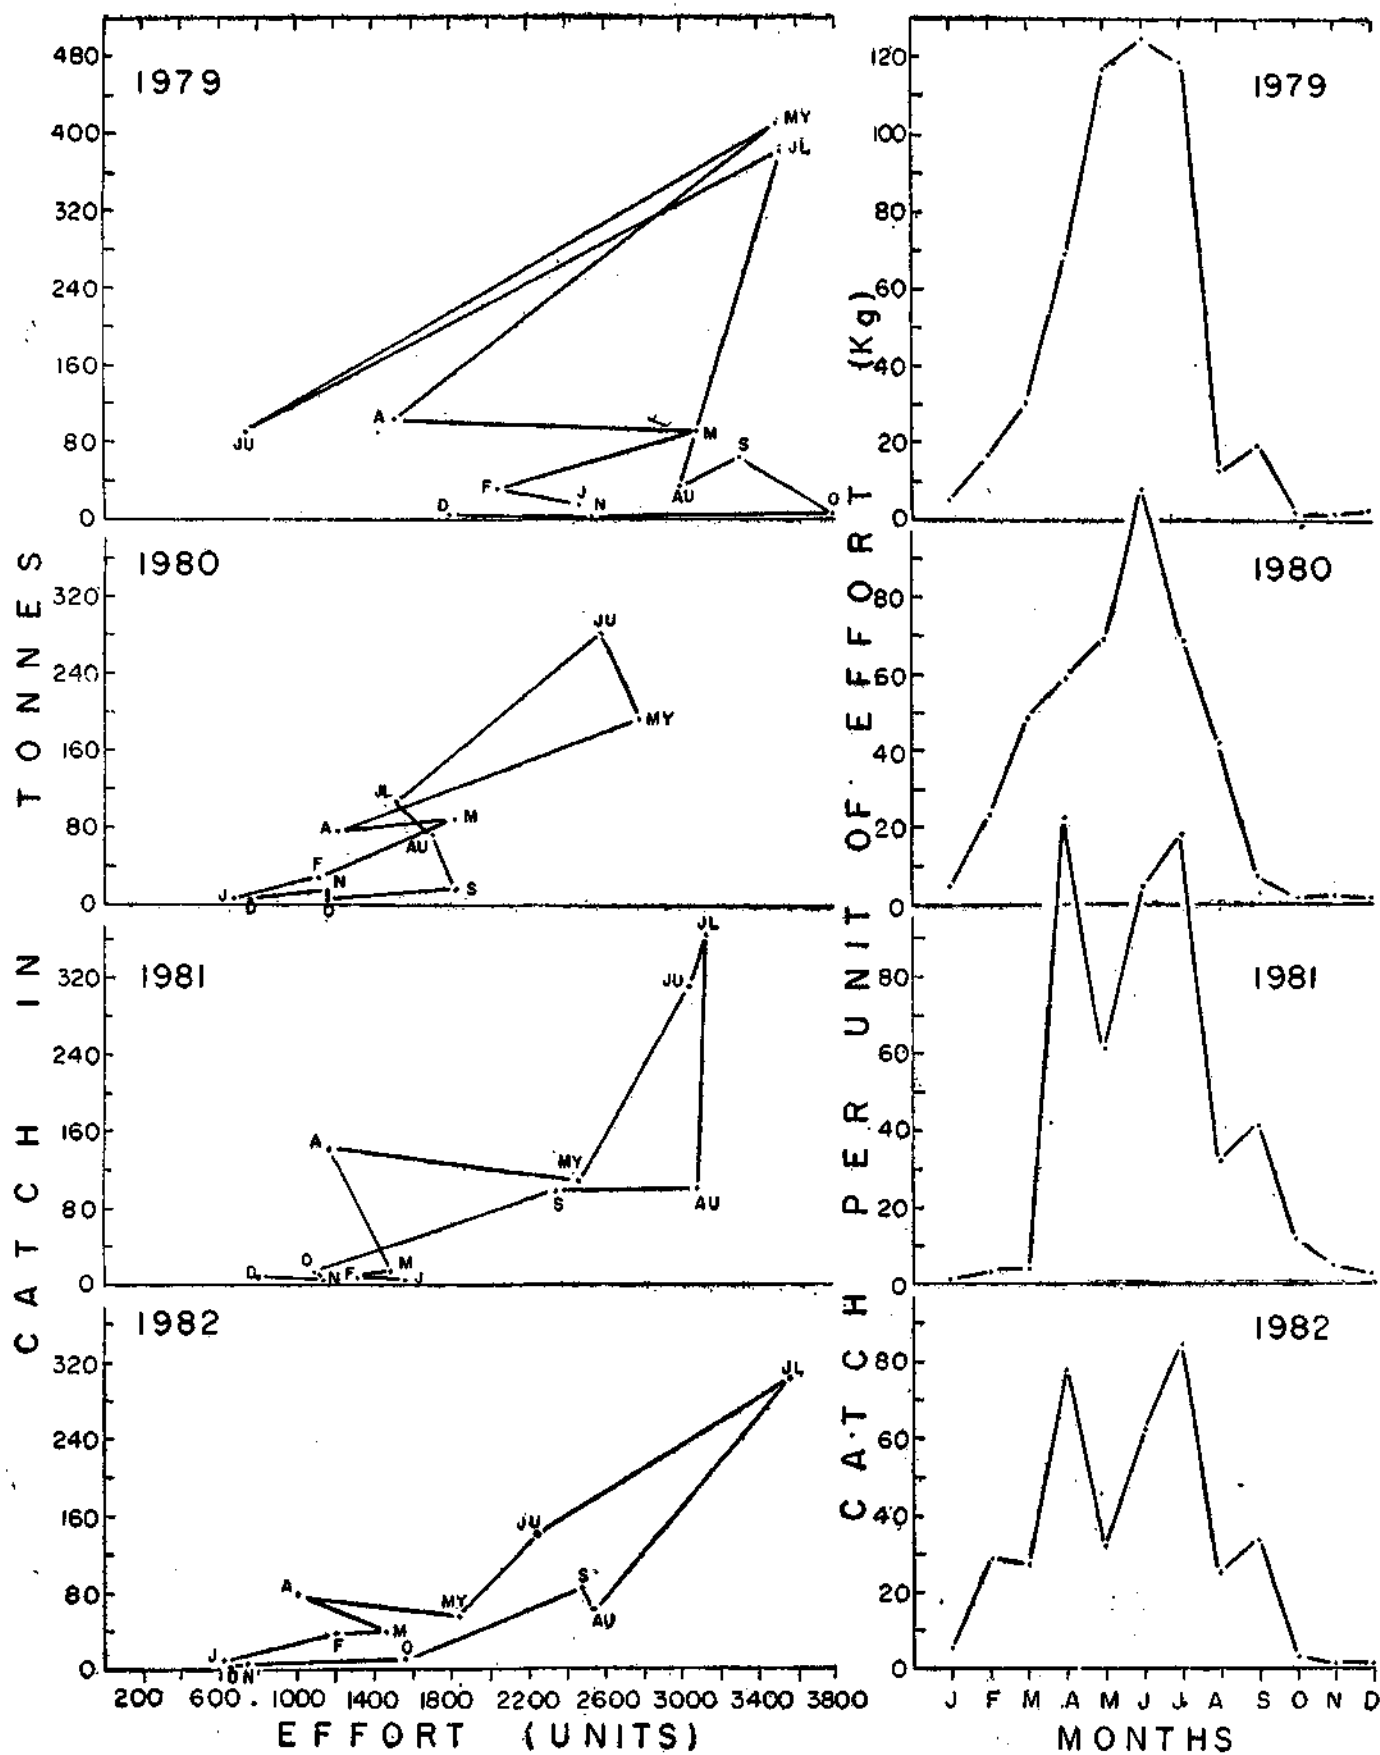 1979
480
400
320
240
160
80
0
MY
JL
A
JU
M
S
F
J
AU
D
N
O
1980
320
240
160
80
0
JU
MY
JL
A
M
AU
F
N
J
D
O
S
1981
320
240
160
80
0
JL
JU
A
MY
S
AU
O
M
D
N
F
J
1982
320
240
160
80
0
JL
JU
A
S
MY
AU
M
F
O
J
D
N
200 600 1000 1400 1800 2200 2600 3000 3400 3800
EFFORT (UNITS)
CATCH IN TONNES
1979
120
100
80
60
40
20
0
1980
80
60
40
20
0
1981
80
60
40
20
0
1982
80
60
40
20
0
J F M A M J J A S O N D
MONTHS
CATCH PER UNIT OF EFFORT (Kg)